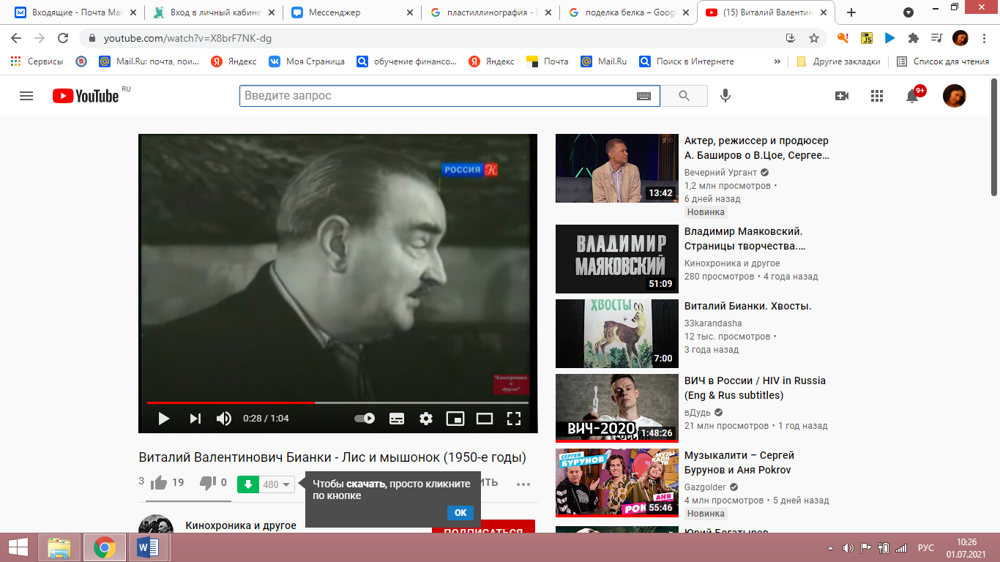 Входящие - Почта Mail
Вход в личный кабине
Мессенджер
пластиллинография -
поделка белка – Goog
(15) Виталий Валентин
youtube.com/watch?v=X8brF7NK-dg
JS
Сервисы
Mail.Ru: почта, пои...
Яндекс
Моя Страница
обучение финансо...
Яндекс
Почта
Mail.Ru
Поиск в Интернете
»
Другие закладки
Список для чтения
YouTube RU
Введите запрос
9+
РОССИЯ К
"Кинохроника
и
другое"
0:28 / 1:04
Виталий Валентинович Бианки - Лис и мышонок (1950-е годы)
3 19 0 480
Чтобы скачать, просто кликните
по кнопке
ОК
Кинохроника и другое
ПОДПИСАТЬСЯ
13:42
Актер, режиссер и продюсер
А. Баширов о В.Цое, Сергее...
Вечерний Ургант
1,2 млн просмотров •
6 дней назад
Новинка
ВЛАДИМИР
МАЯКОВСКИЙ
51:09
Владимир Маяковский.
Страницы творчества....
Кинохроника и другое
280 просмотров • 4 года назад
ХВОСТЫ
7:00
Виталий Бианки. Хвосты.
33karandasha
12 тыс. просмотров •
3 года назад
ВИЧ-2020
1:48:26
ВИЧ в России / HIV in Russia
(Eng & Rus subtitles)
вДудь
21 млн просмотров • 1 год назад
СЕРГЕЙ
БУРУНОВ
АНЯ
55:46
Музыкалити – Сергей
Бурунов и Аня Pokrov
Gazgolder
4 млн просмотров • 5 дней назад
Новинка
Юрий Богатырев
РУС
10:26
01.07.2021